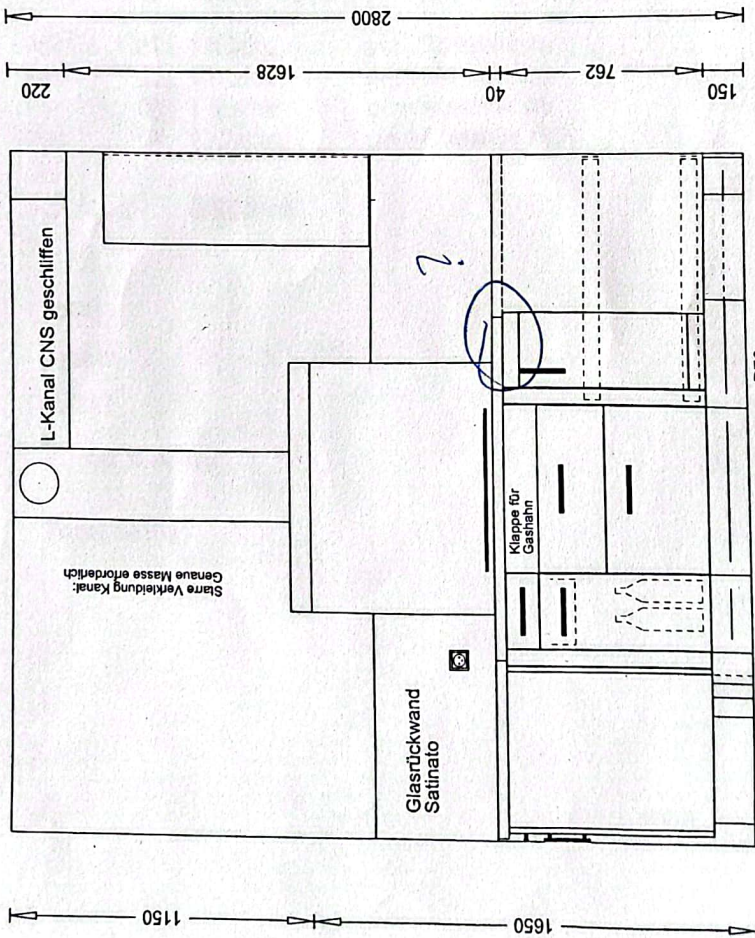 2800
220
1628
40
762
150
L-Kanal CNS geschliffen
?
Starre Verkleidung Kanal:
Genaue Masse erforderlich
Klappe für
Gashahn
Glasrückwand
Satinato
1150
1650